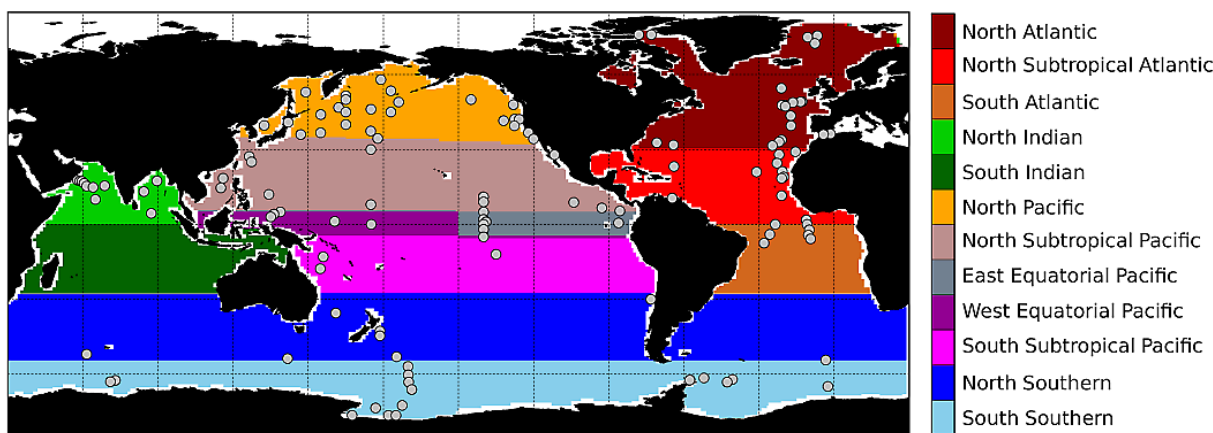 North Atlantic
North Subtropical Atlantic
South Atlantic
North Indian
South Indian
North Pacific
North Subtropical Pacific
East Equatorial Pacific
West Equatorial Pacific
South Subtropical Pacific
North Southern
South Southern